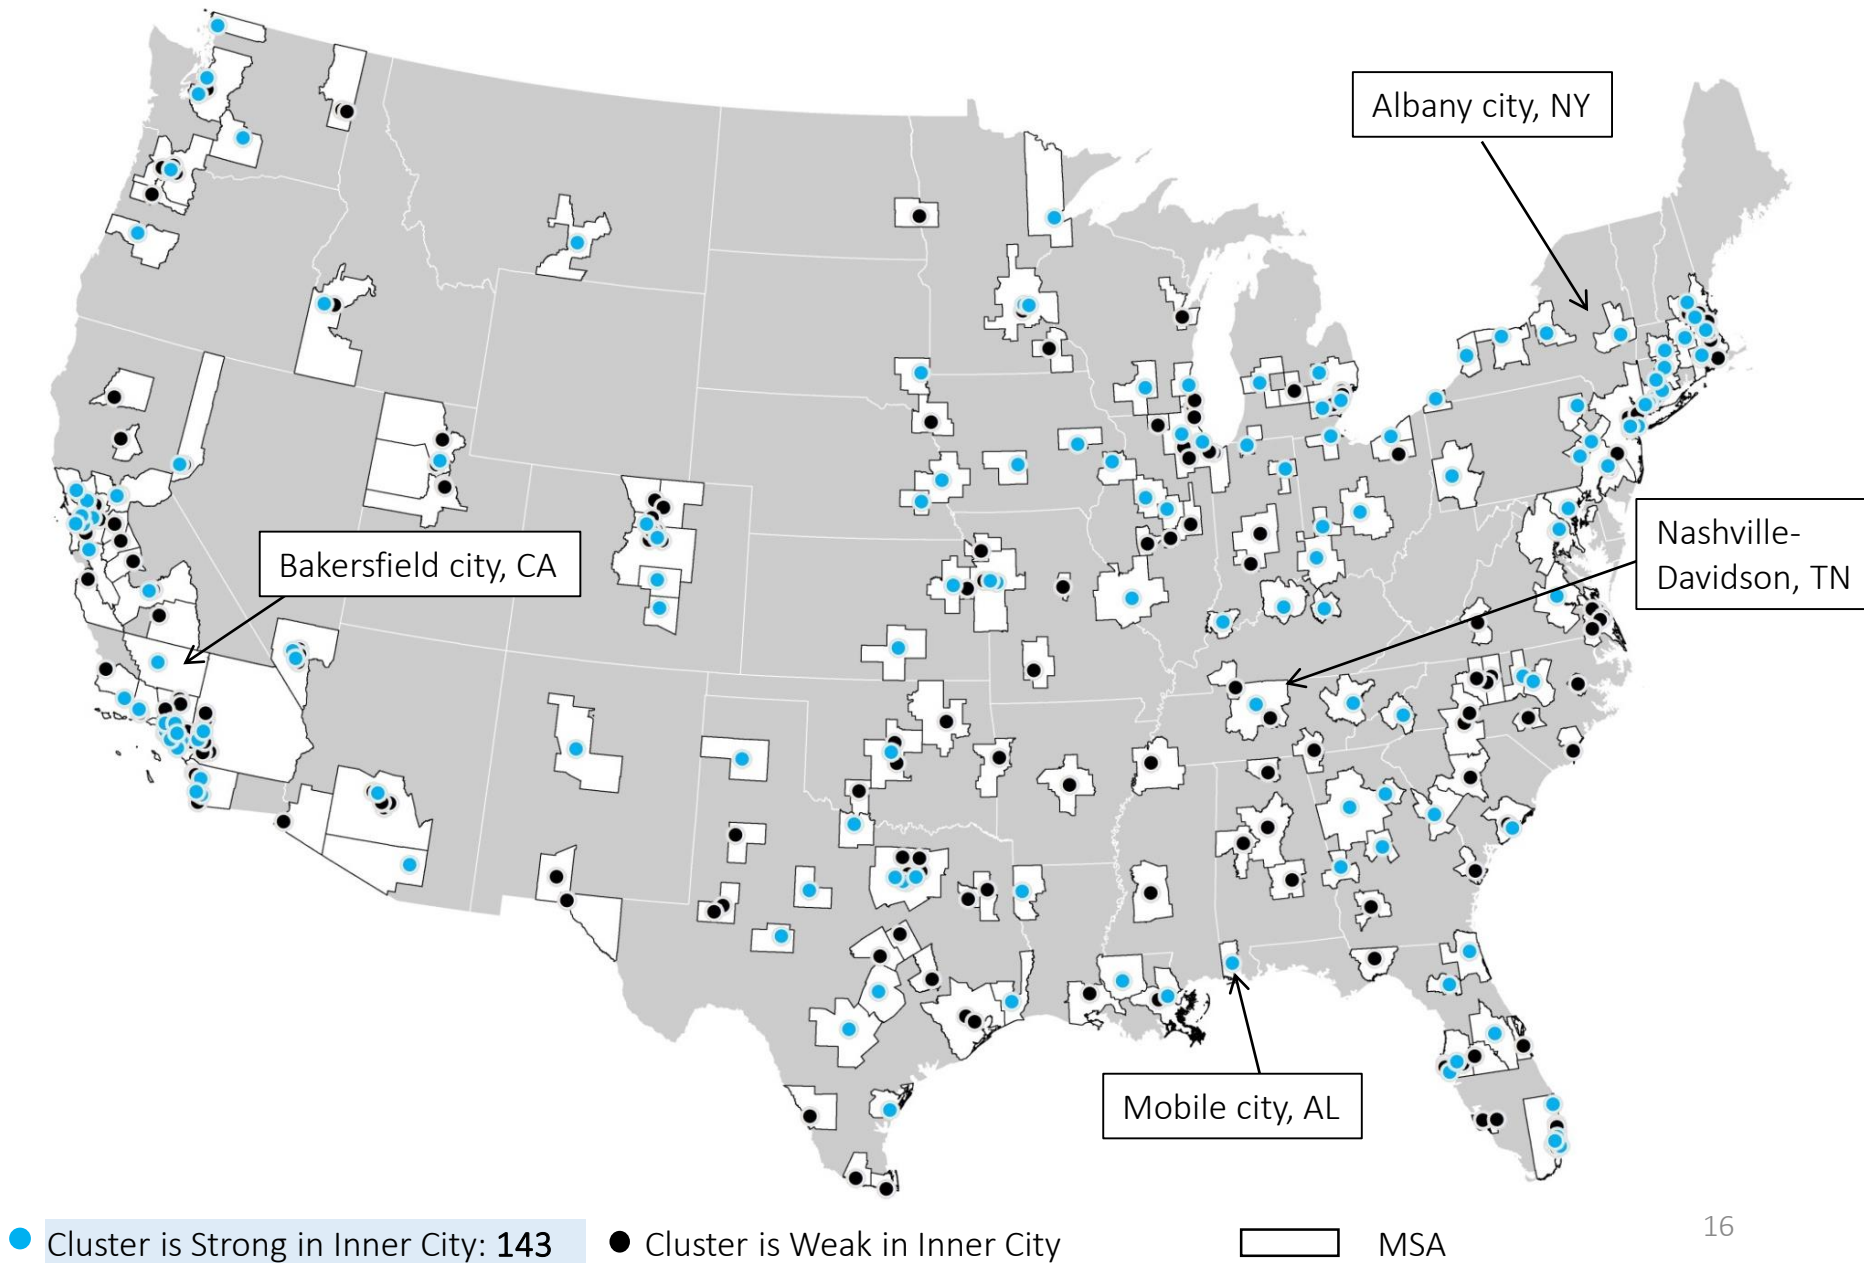 Albany city, NY
Nashville-
Davidson, TN
Bakersfield city, CA
Mobile city, AL
Cluster is Strong in Inner City: 143
Cluster is Weak in Inner City
MSA
16